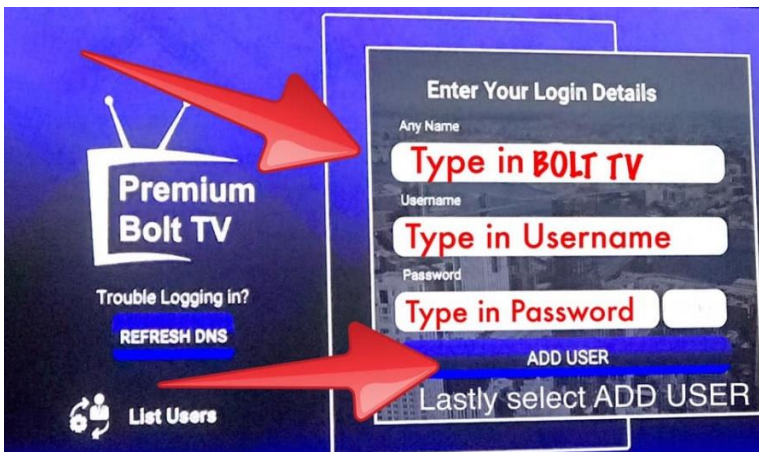 Premium
Bolt TV
Trouble Logging in?
REFRESH DNS
List Users
Enter Your Login Details
Any Name
Type in BOLT TV
Username
Type in Username
Password
Type in Password
ADD USER
Lastly select ADD USER